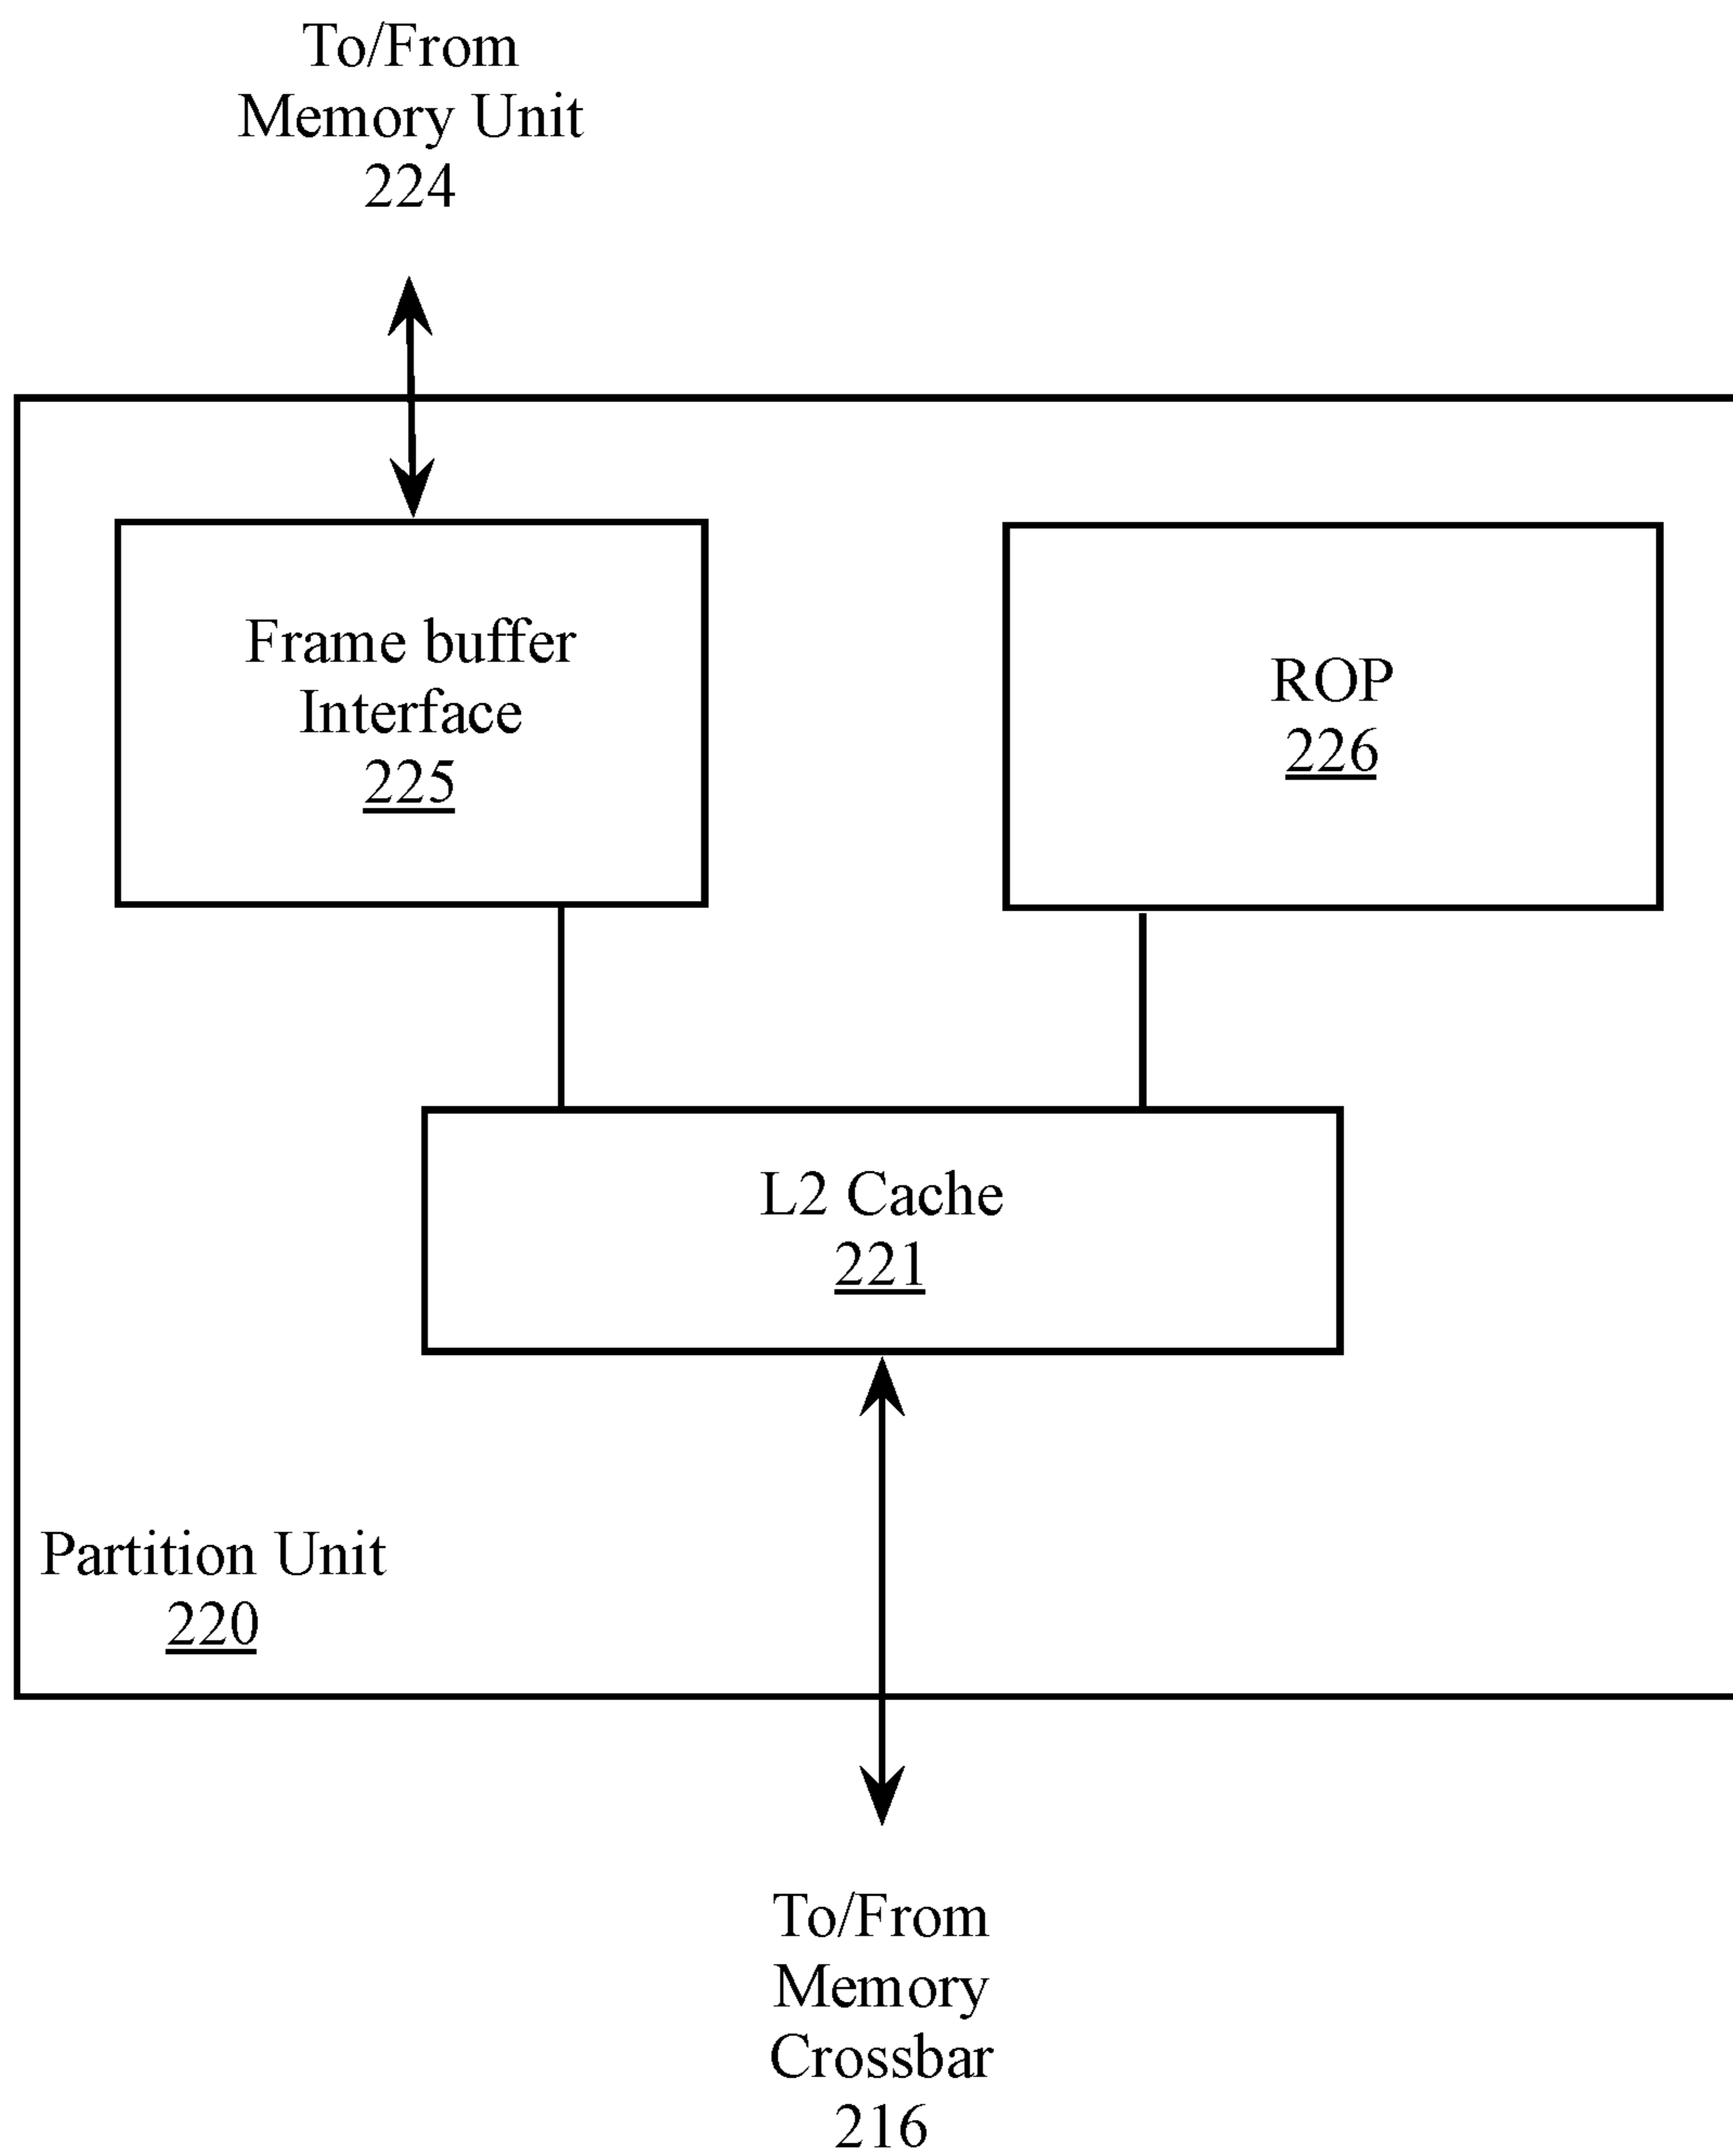 To/From
Memory Unit
224
Frame buffer
Interface
225
ROP
226
L2 Cache
221
Partition Unit
220
To/From
Memory
Crossbar
216